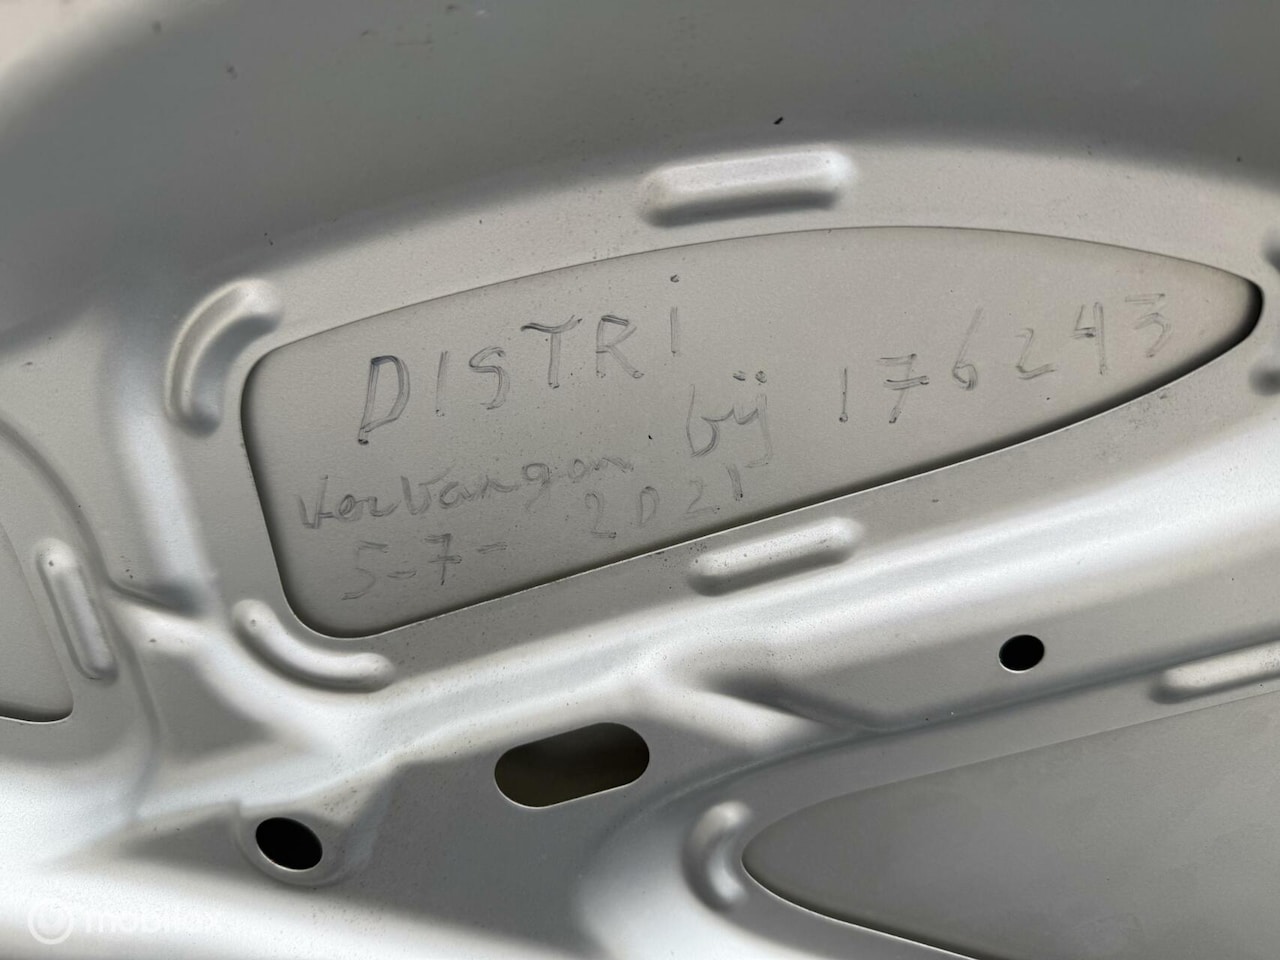 DISTRI
vervangen bij 176243
5-7-2021
mobilox